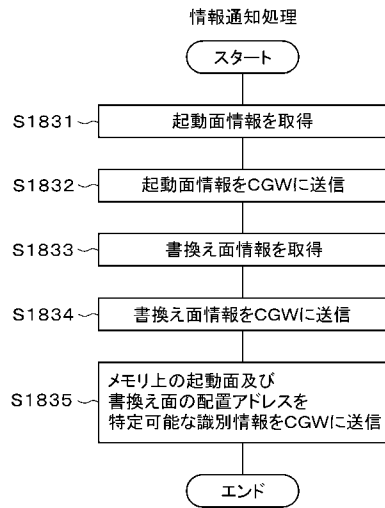 情報通知処理
スタート
S1831 起動面情報を取得
S1832 起動面情報をCGWに送信
S1833 書換え面情報を取得
S1834 書換え面情報をCGWに送信
メモリ上の起動面及び
S1835 書換え面の配置アドレスを
特定可能な識別情報をCGWに送信
エンド